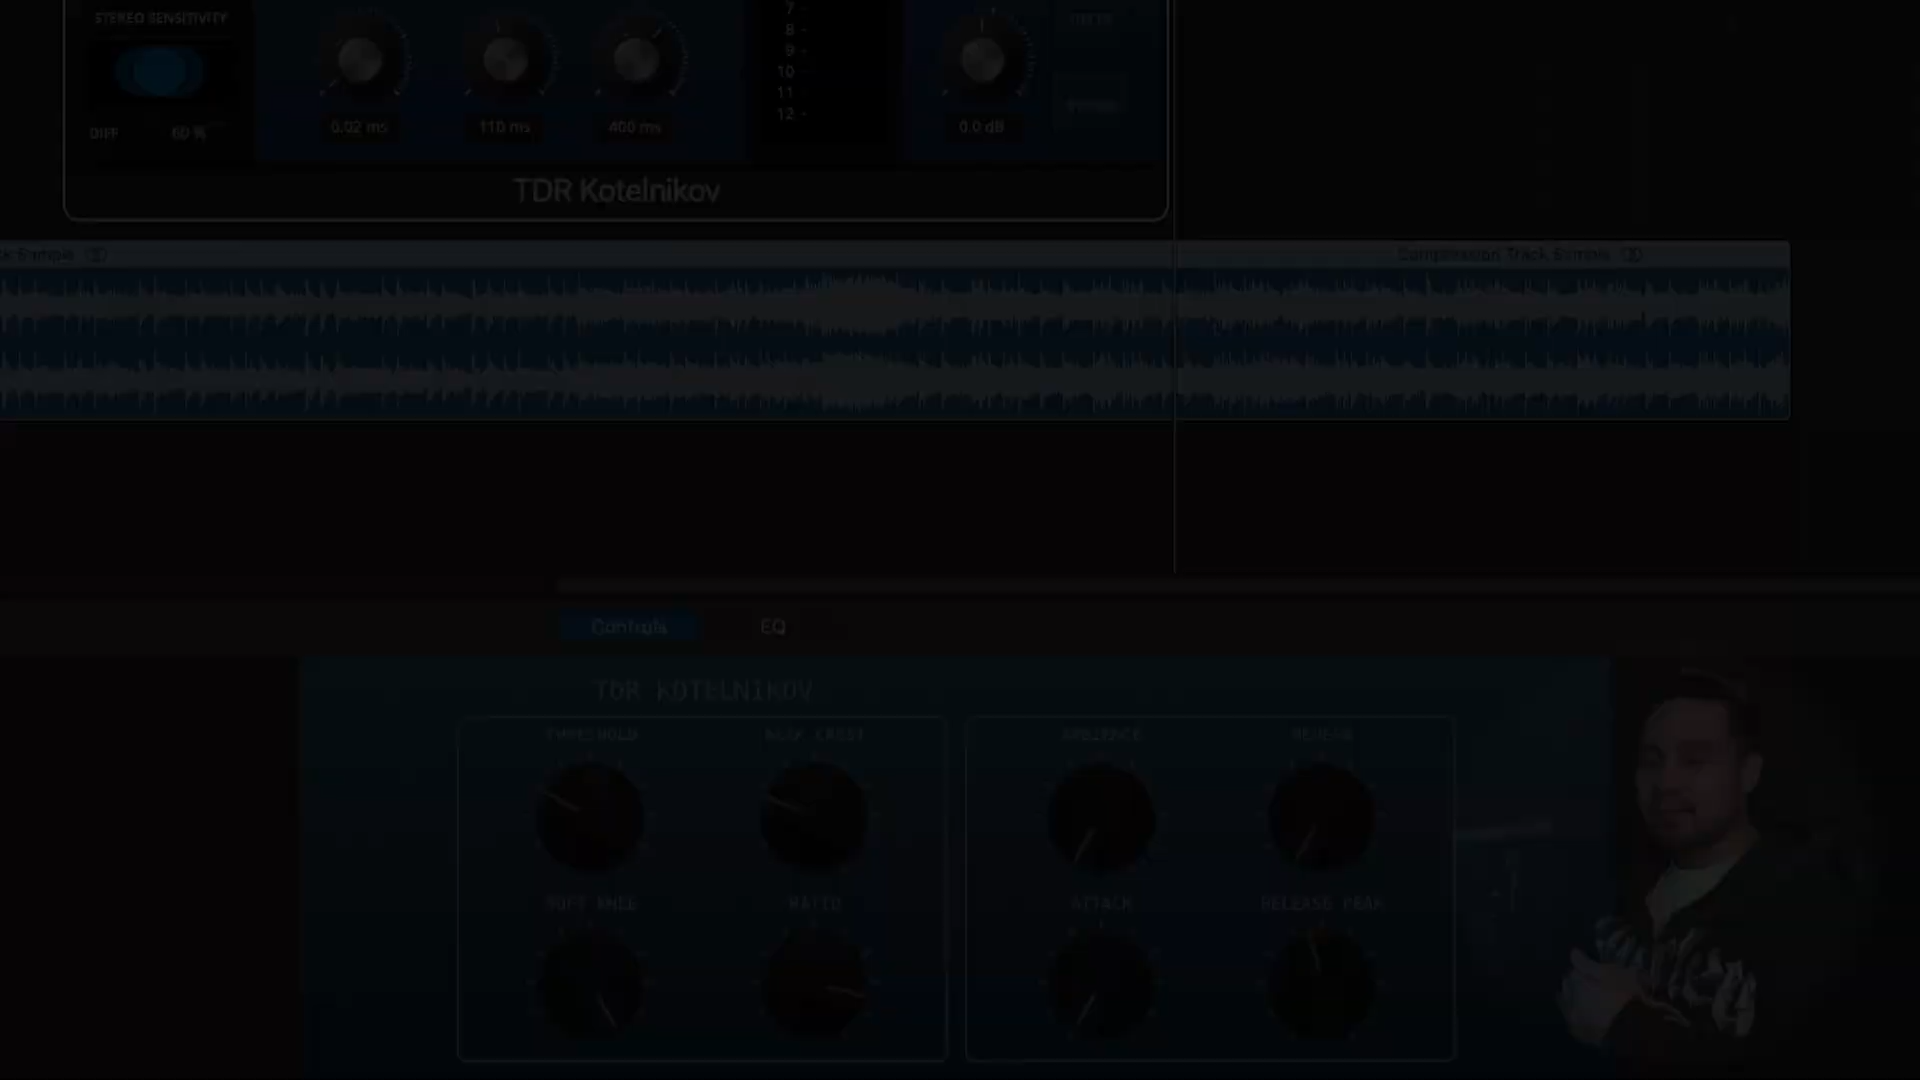 STEREO SENSITIVITY
7 -
8 -
9 -
10 -
11 -
12 -
DIFF 60 %
0.02 ms 110 ms 400 ms 0.0 dB
TDR Kotelnikov
Sample
Compression Track Sample
Controls EQ
TDR KOTELNIKOV
THRESHOLD PEAK CREST AMBIENCE REVERB
SOFT KNEE RATIO ATTACK RELEASE PEAK